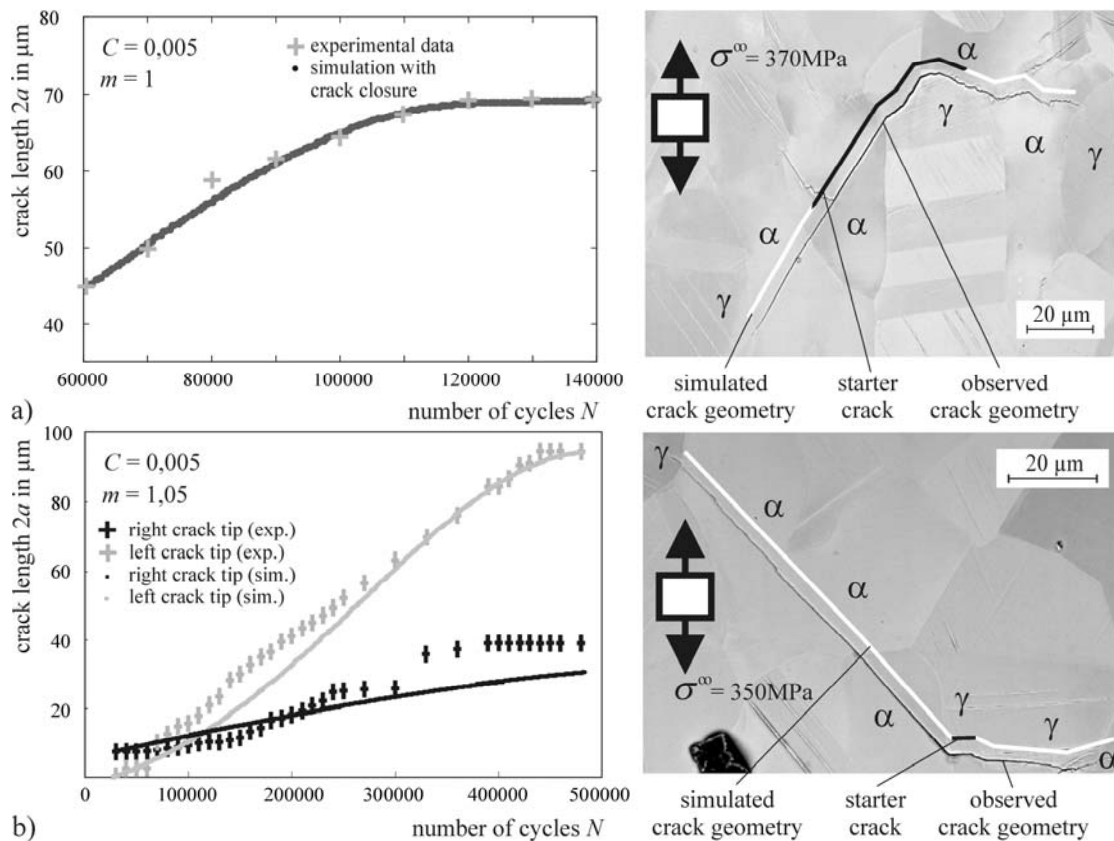 80
70
60
50
40
crack length 2a in µm
C = 0,005
m = 1
experimental data
simulation with
crack closure
60000 80000 100000 120000 140000
number of cycles N
a)
σ∞= 370MPa
α
γ
α
γ
α
α
γ
20 µm
simulated
crack geometry
starter
crack
observed
crack geometry
100
80
60
40
20
crack length 2a in µm
C = 0,005
m = 1,05
right crack tip (exp.)
left crack tip (exp.)
right crack tip (sim.)
left crack tip (sim.)
0 100000 200000 300000 400000 500000
number of cycles N
b)
20 µm
γ
α
α
α
σ∞= 350MPa
γ
γ
α
simulated
crack geometry
starter
crack
observed
crack geometry